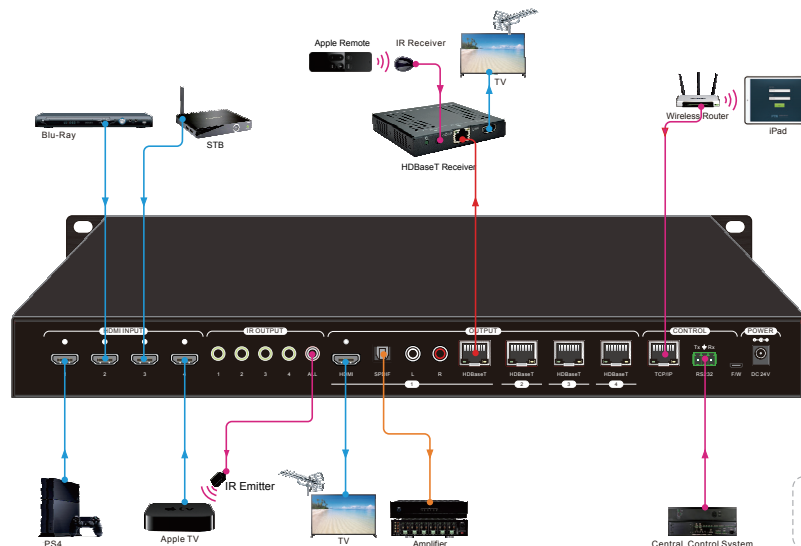 Apple Remote
IR Receiver
TV
Wireless Router
iPad
Blu-Ray
STB
HDBaseT Receiver
HDMI INPUT
IR OUTPUT
OUTPUT
CONTROL
POWER
Tx Rx
2
3
1
2
3
4
ALL
HDMI
SPDIF
L
R
HDBaseT
HDBaseT
HDBaseT
HDBaseT
TCP/IP
RS232
F/W
DC 24V
1
2
3
4
IR Emitter
PS4
Apple TV
TV
Amplifier
Central Control System